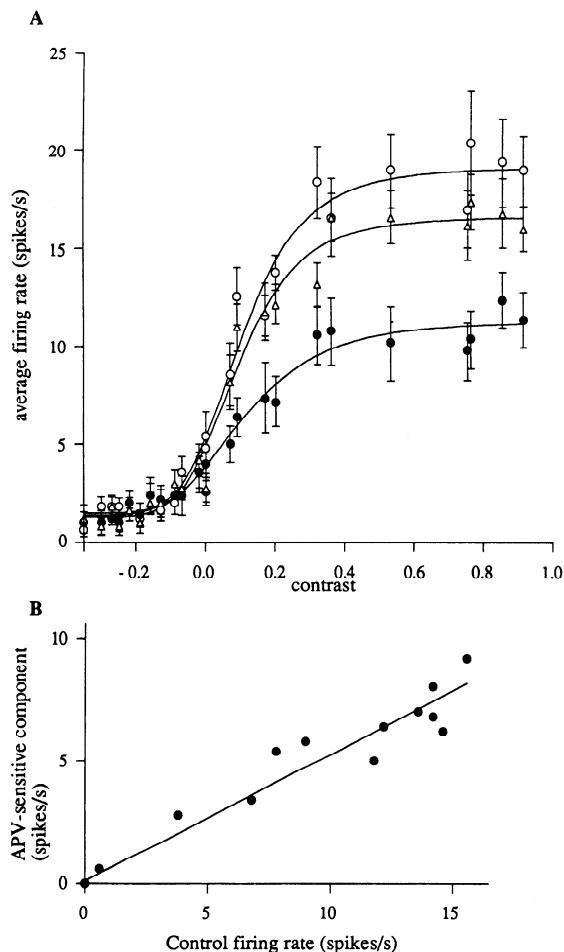 A
25
20
15
10
5
0
average firing rate (spikes/s)
- 0.2 0.0 0.2 0.4 0.6 0.8 1.0
contrast
B
10
5
0
APV-sensitive component
(spikes/s)
0 5 10 15
Control firing rate (spikes/s)